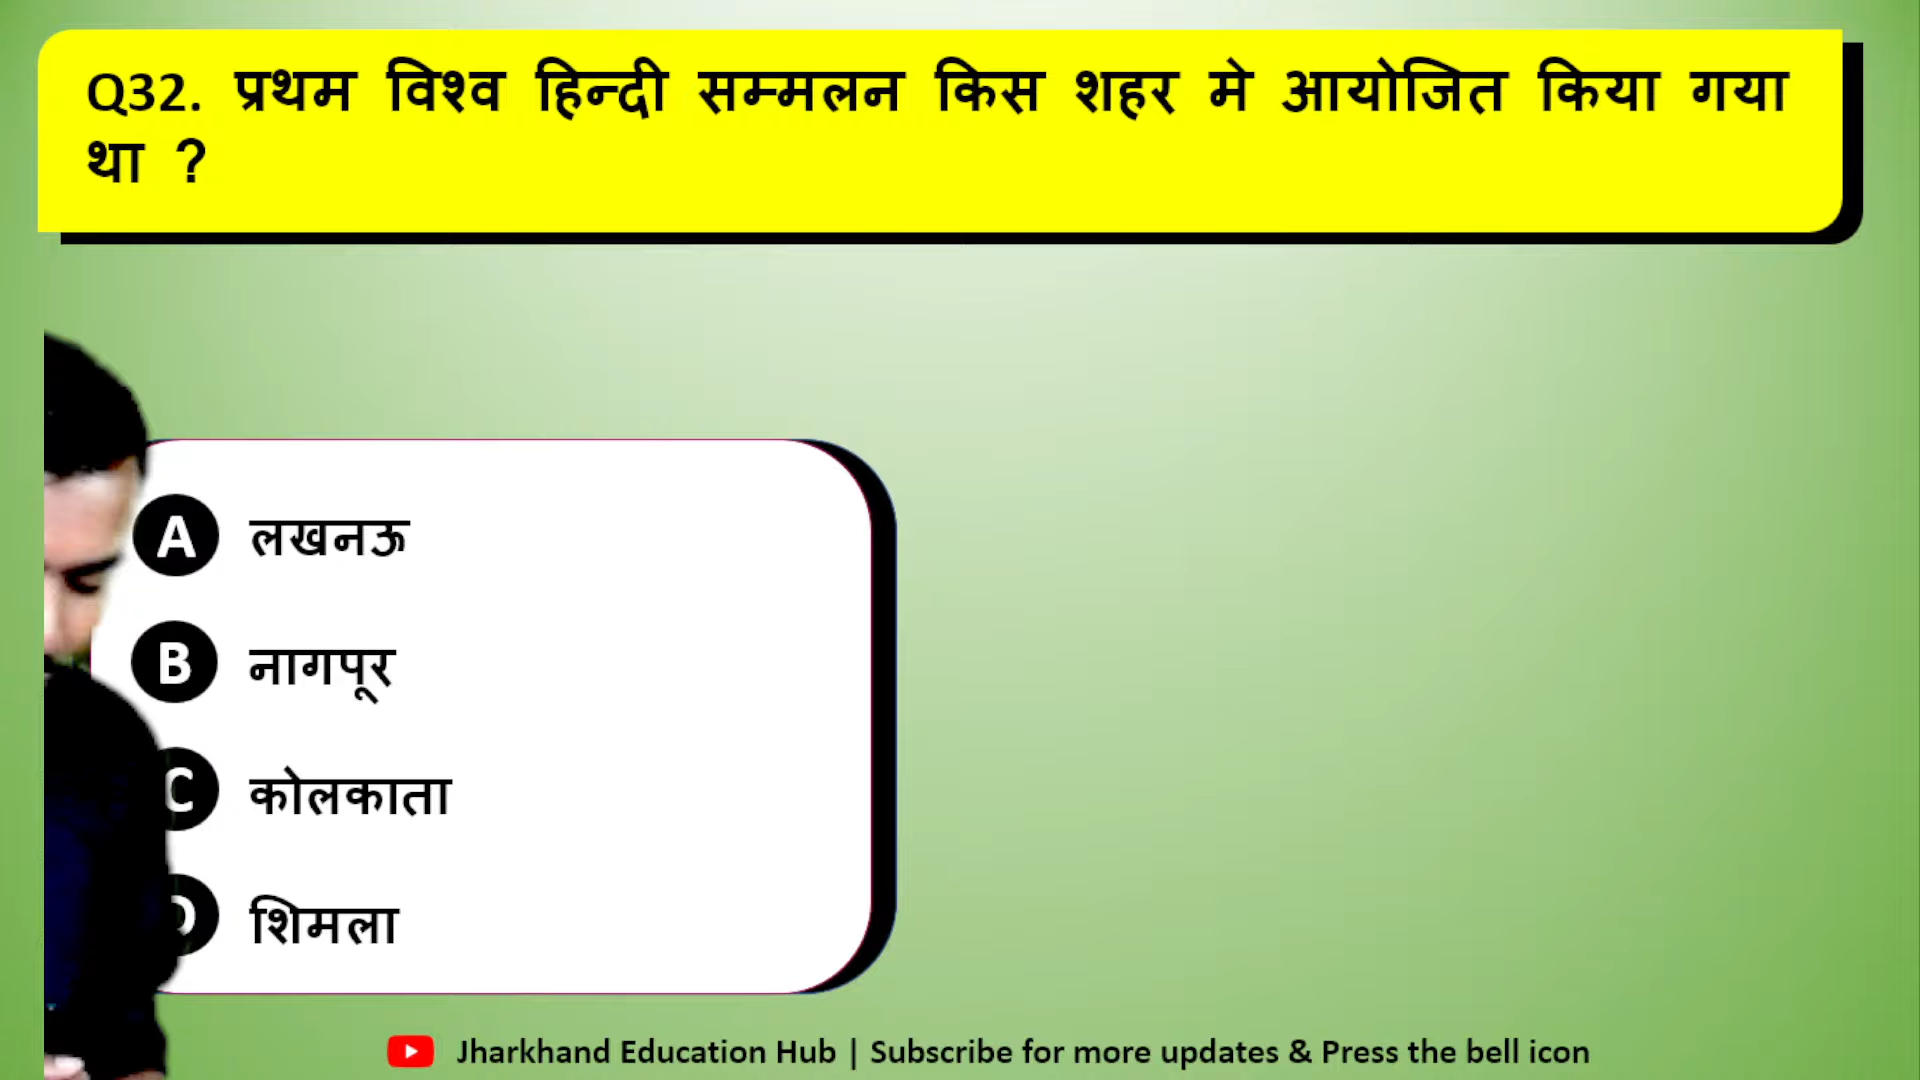 Q32. प्रथम विश्व हिन्दी सम्मलन किस शहर मे आयोजित किया गया
था ?
A लखनऊ
B नागपूर
C कोलकाता
D शिमला
Jharkhand Education Hub | Subscribe for more updates & Press the bell icon